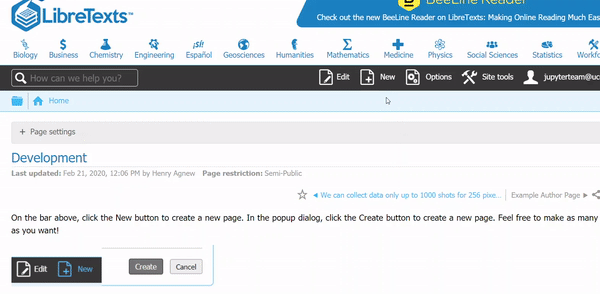 LibreTexts™
BeeLine Reader
Check out the new BeeLine Reader on LibreTexts: Making Online Reading Much Eas
Biology Business Chemistry Engineering Español Geosciences Humanities Mathematics Medicine Physics Social Sciences Statistics Workfo
How can we help you? Edit New Options Site tools jupyterteam@uc
Home
+ Page settings
Development
Last updated: Feb 21, 2020, 12:06 PM by Henry Agnew Page restriction: Semi-Public
◄ We can collect data only up to 1000 shots for 256 pixe... Example Author Page ►
On the bar above, click the New button to create a new page. In the popup dialog, click the Create button to create a new page. Feel free to make as many
as you want!
Edit New Create Cancel